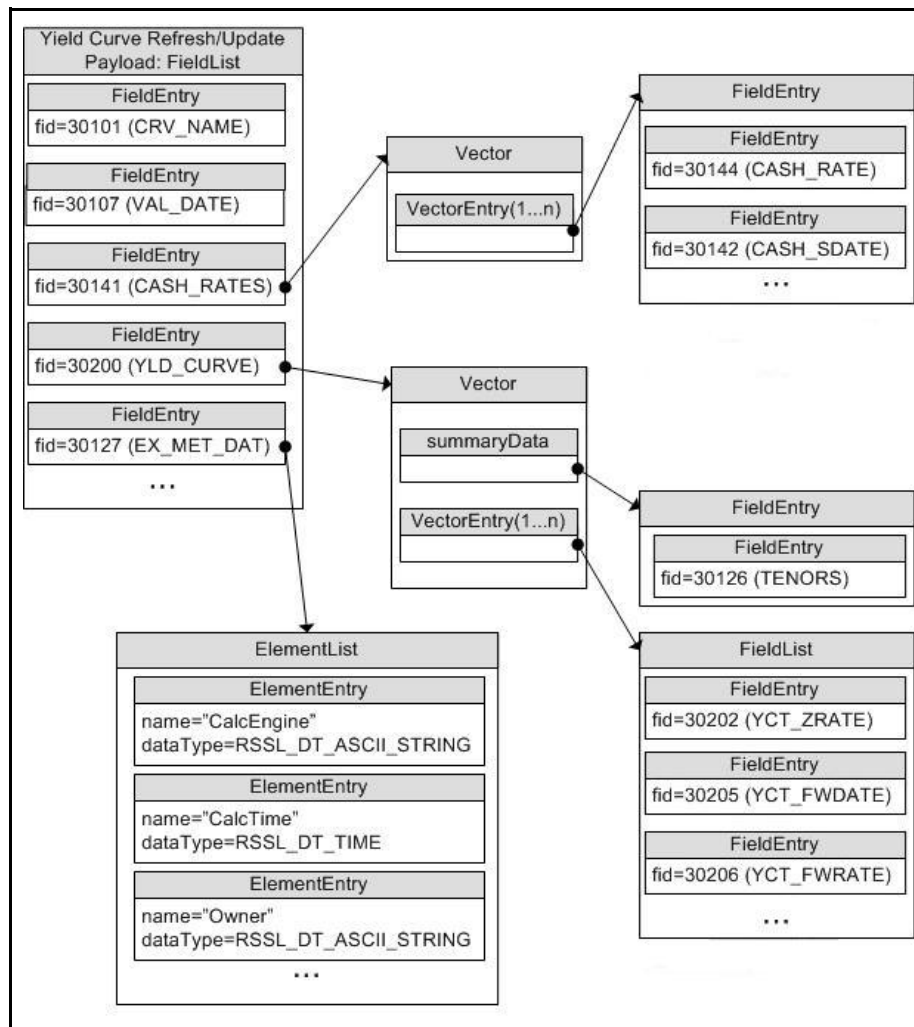 Yield Curve Refresh/Update
Payload: FieldList
FieldEntry
fid=30101 (CRV_NAME)
FieldEntry
fid=30107 (VAL_DATE)
FieldEntry
fid=30141 (CASH_RATES)
FieldEntry
fid=30200 (YLD_CURVE)
FieldEntry
fid=30127 (EX_MET_DAT)
...
Vector
VectorEntry(1...n)
FieldEntry
FieldEntry
fid=30144 (CASH_RATE)
FieldEntry
fid=30142 (CASH_SDATE)
...
Vector
summaryData
VectorEntry(1...n)
FieldEntry
FieldEntry
fid=30126 (TENORS)
FieldList
FieldEntry
fid=30202 (YCT_ZRATE)
FieldEntry
fid=30205 (YCT_FWDATE)
FieldEntry
fid=30206 (YCT_FWRATE)
...
ElementList
ElementEntry
name="CalcEngine"
dataType=RSSL_DT_ASCII_STRING
ElementEntry
name="CalcTime"
dataType=RSSL_DT_TIME
ElementEntry
name="Owner"
dataType=RSSL_DT_ASCII_STRING
...